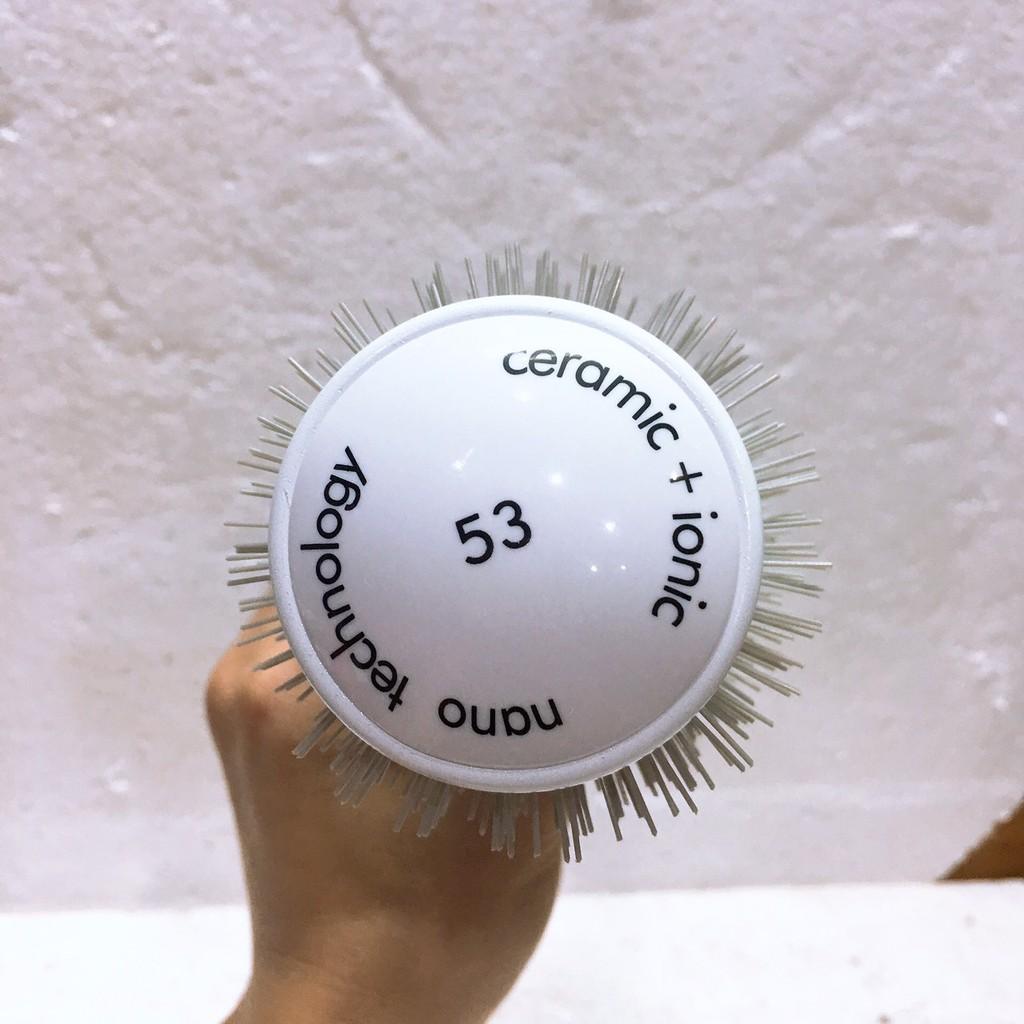 ceramic + ionic
nano technology
53